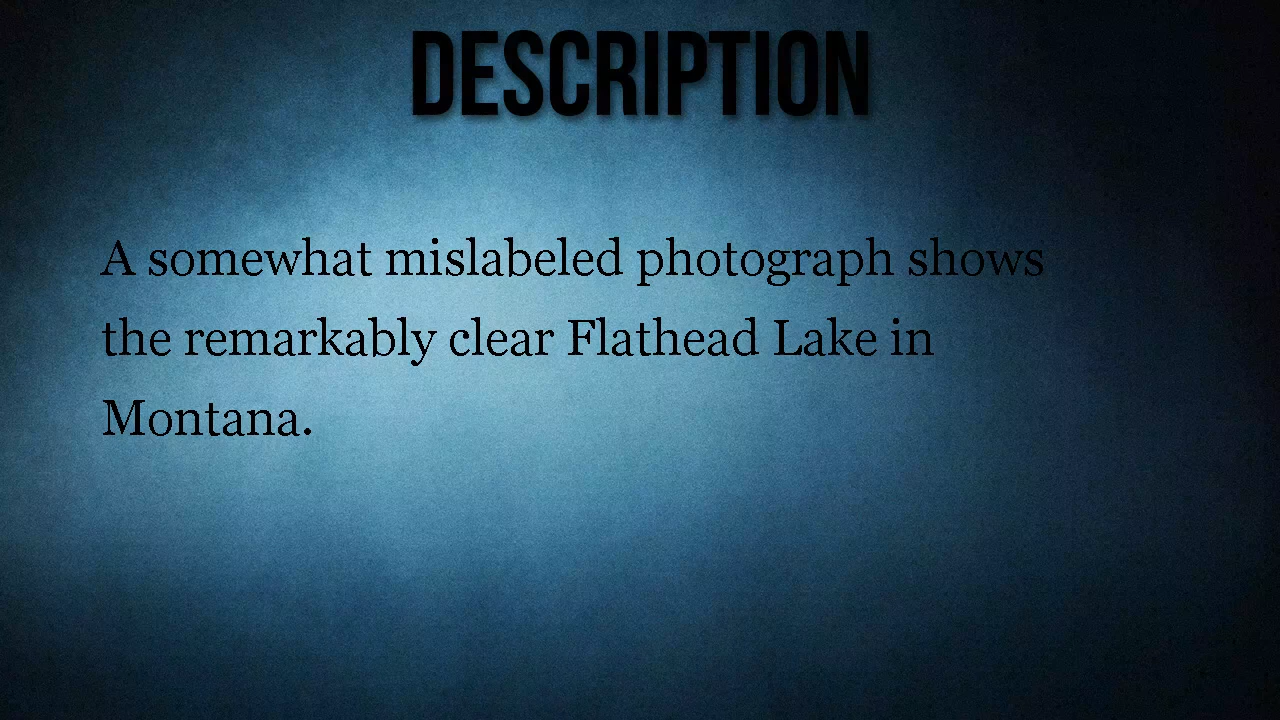 DESCRIPTION
A somewhat mislabeled photograph shows
the remarkably clear Flathead Lake in
Montana.